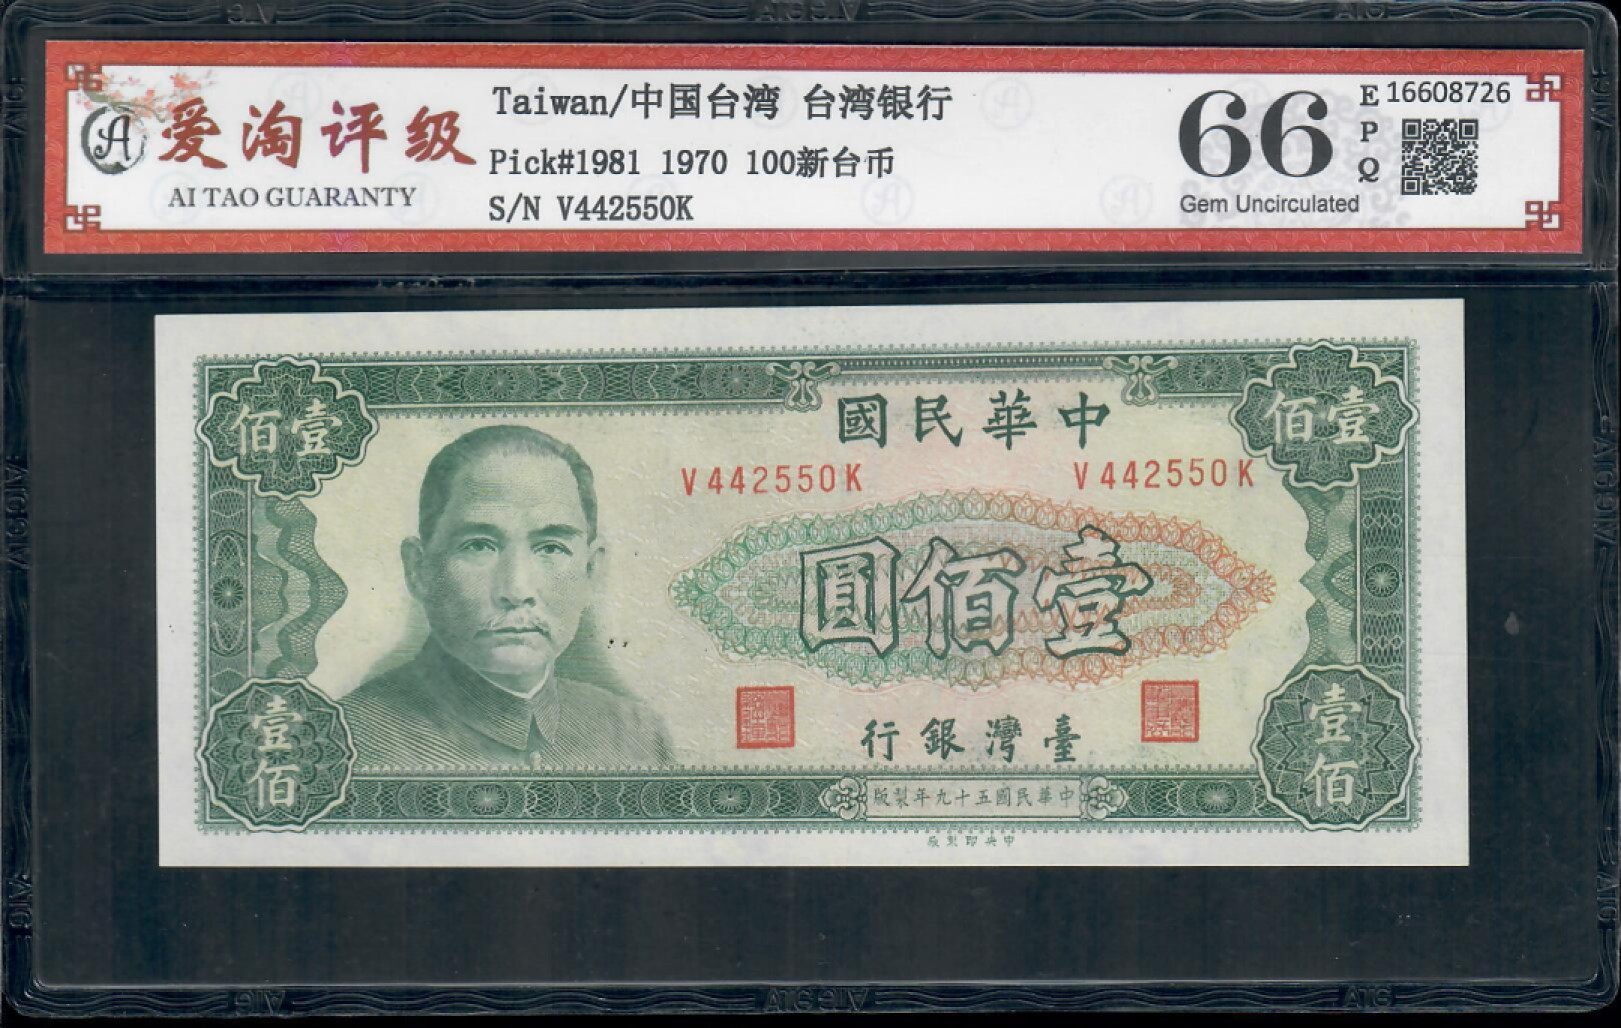 爱淘评级
AI TAO GUARANTY
Taiwan/中国台湾 台湾银行
Pick#1981 1970 100新台币
S/N V442550K
66
EPQ
16608726
Gem Uncirculated
佰壹
國民華中
佰壹
V442550K
V442550K
圓佰壹
行銀灣臺
壹佰
壹佰
版製年九十五國民華中
廠製印央中